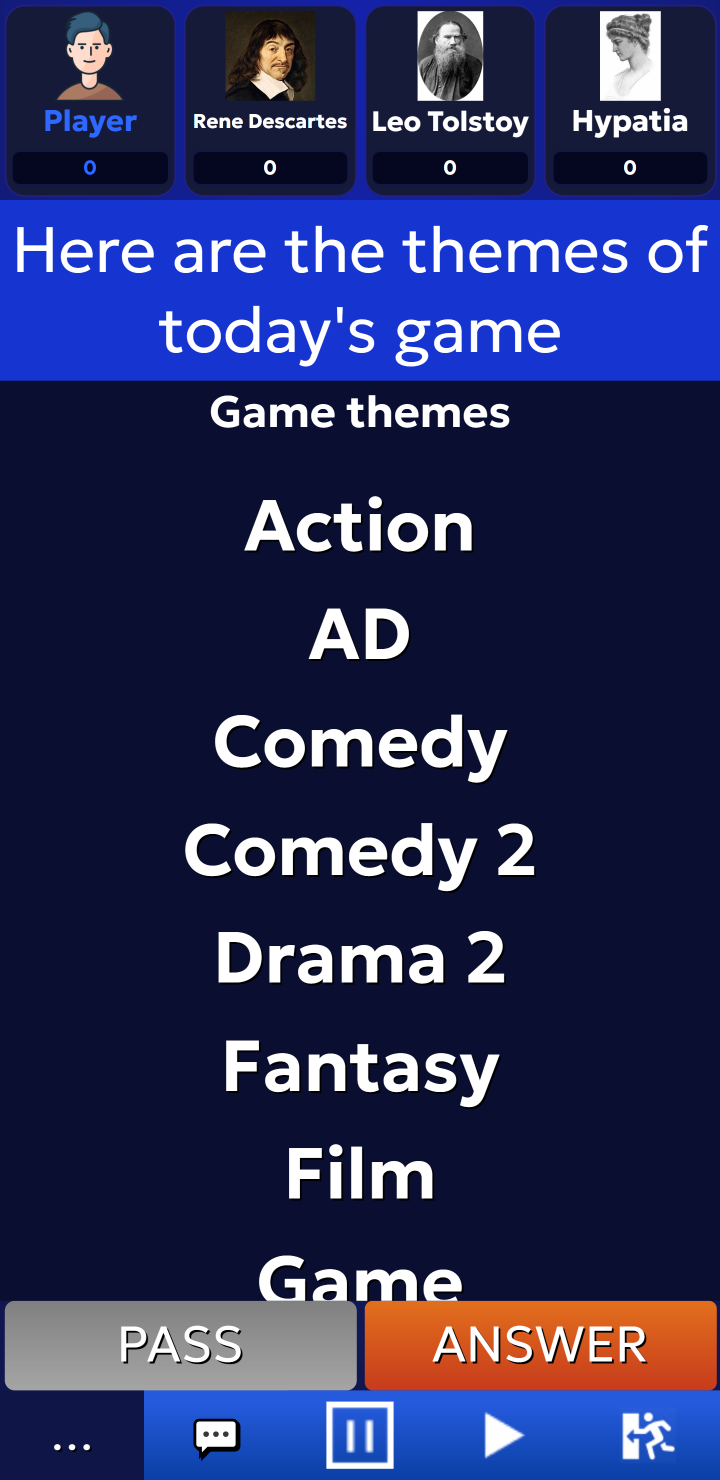 Player
Rene Descartes
Leo Tolstoy
Hypatia
0
0
0
0
Here are the themes of
today's game
Game themes
Action
AD
Comedy
Comedy 2
Drama 2
Fantasy
Film
Game
PASS
ANSWER
...